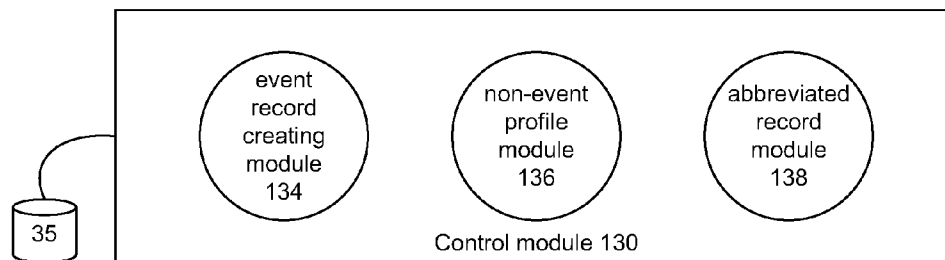 event
record
creating
module
134
non-event
profile
module
136
abbreviated
record
module
138
35
Control module 130